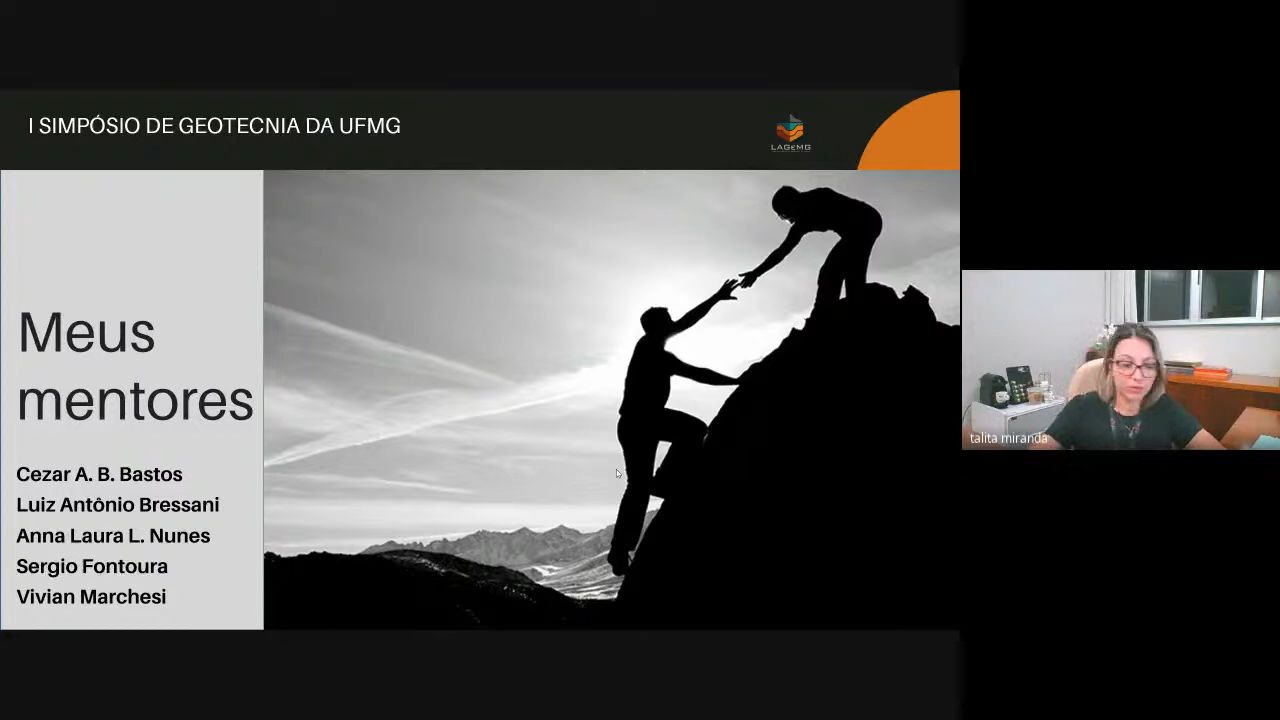 I SIMPÓSIO DE GEOTECNIA DA UFMG
LAGEMG
Meus
mentores
Cezar A. B. Bastos
Luiz Antônio Bressani
Anna Laura L. Nunes
Sergio Fontoura
Vivian Marchesi
talita miranda